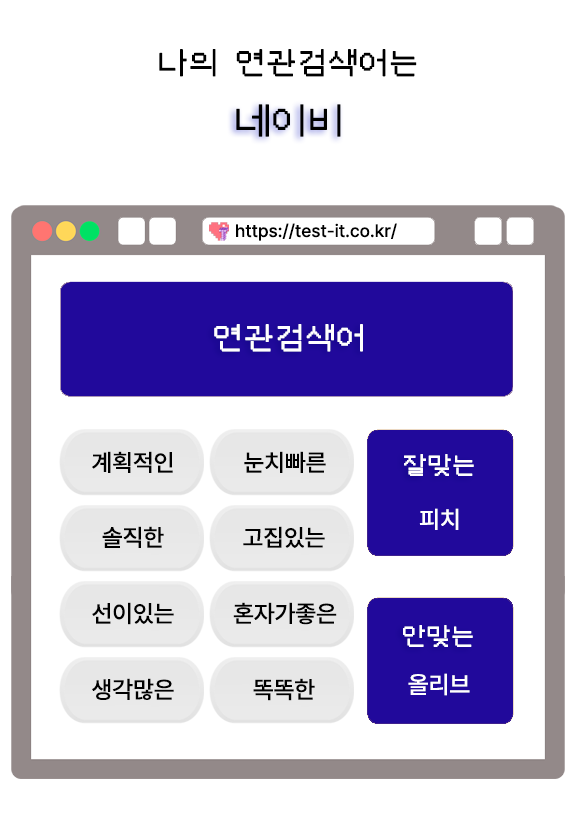 나의 연관검색어는
네이비
https://test-it.co.kr/
연관검색어
계획적인
눈치빠른
솔직한
고집있는
선이있는
혼자가좋은
생각많은
똑똑한
잘맞는
피치
안맞는
올리브